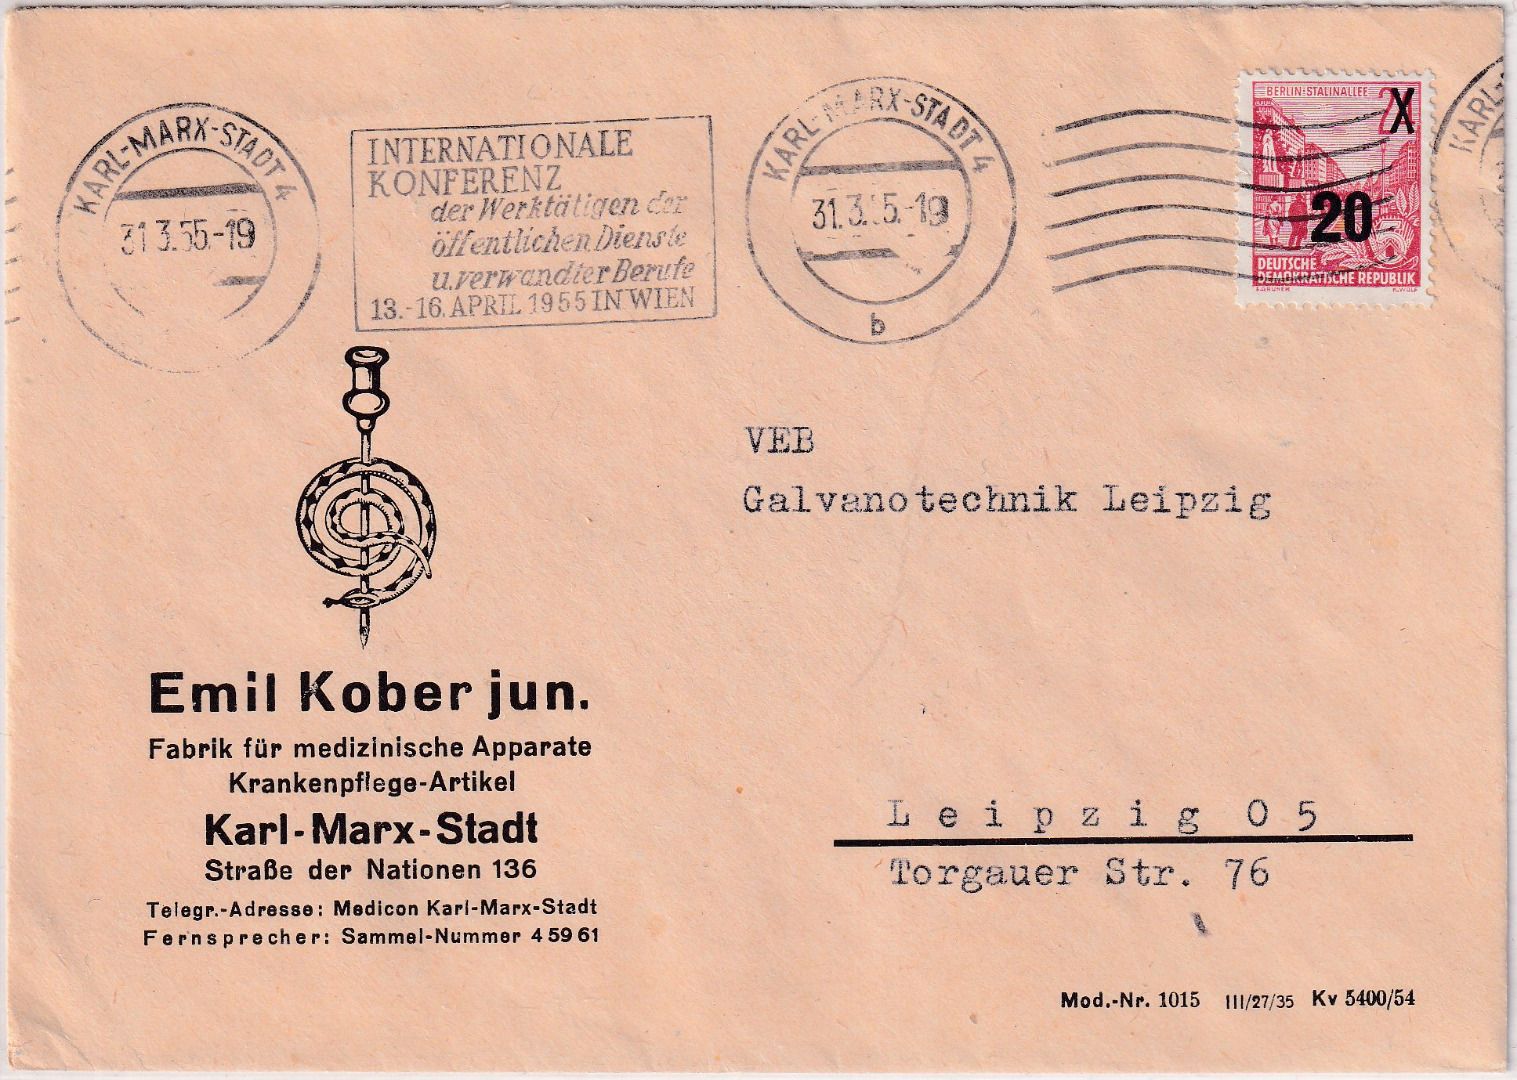 KARL-MARX-STADT 4
31.3.55.-19
INTERNATIONALE
KONFERENZ
der Werktätigen der
öffentlichen Dienste
u. verwandter Berufe
13.-16. APRIL 1955 IN WIEN
KARL-MARX-STADT 4
31.3.55.-19
b
BERLIN-STALINALLEE
20
DEUTSCHE
DEMOKRATISCHE REPUBLIK
VEB
Galvanotechnik Leipzig
Leipzig O 5
Torgauer Str. 76
Emil Kober jun.
Fabrik für medizinische Apparate
Krankenpflege-Artikel
Karl-Marx-Stadt
Straße der Nationen 136
Telegr.-Adresse: Medicon Karl-Marx-Stadt
Fernsprecher: Sammel-Nummer 45961
Mod.-Nr. 1015 III/27/35 Kv 5400/54